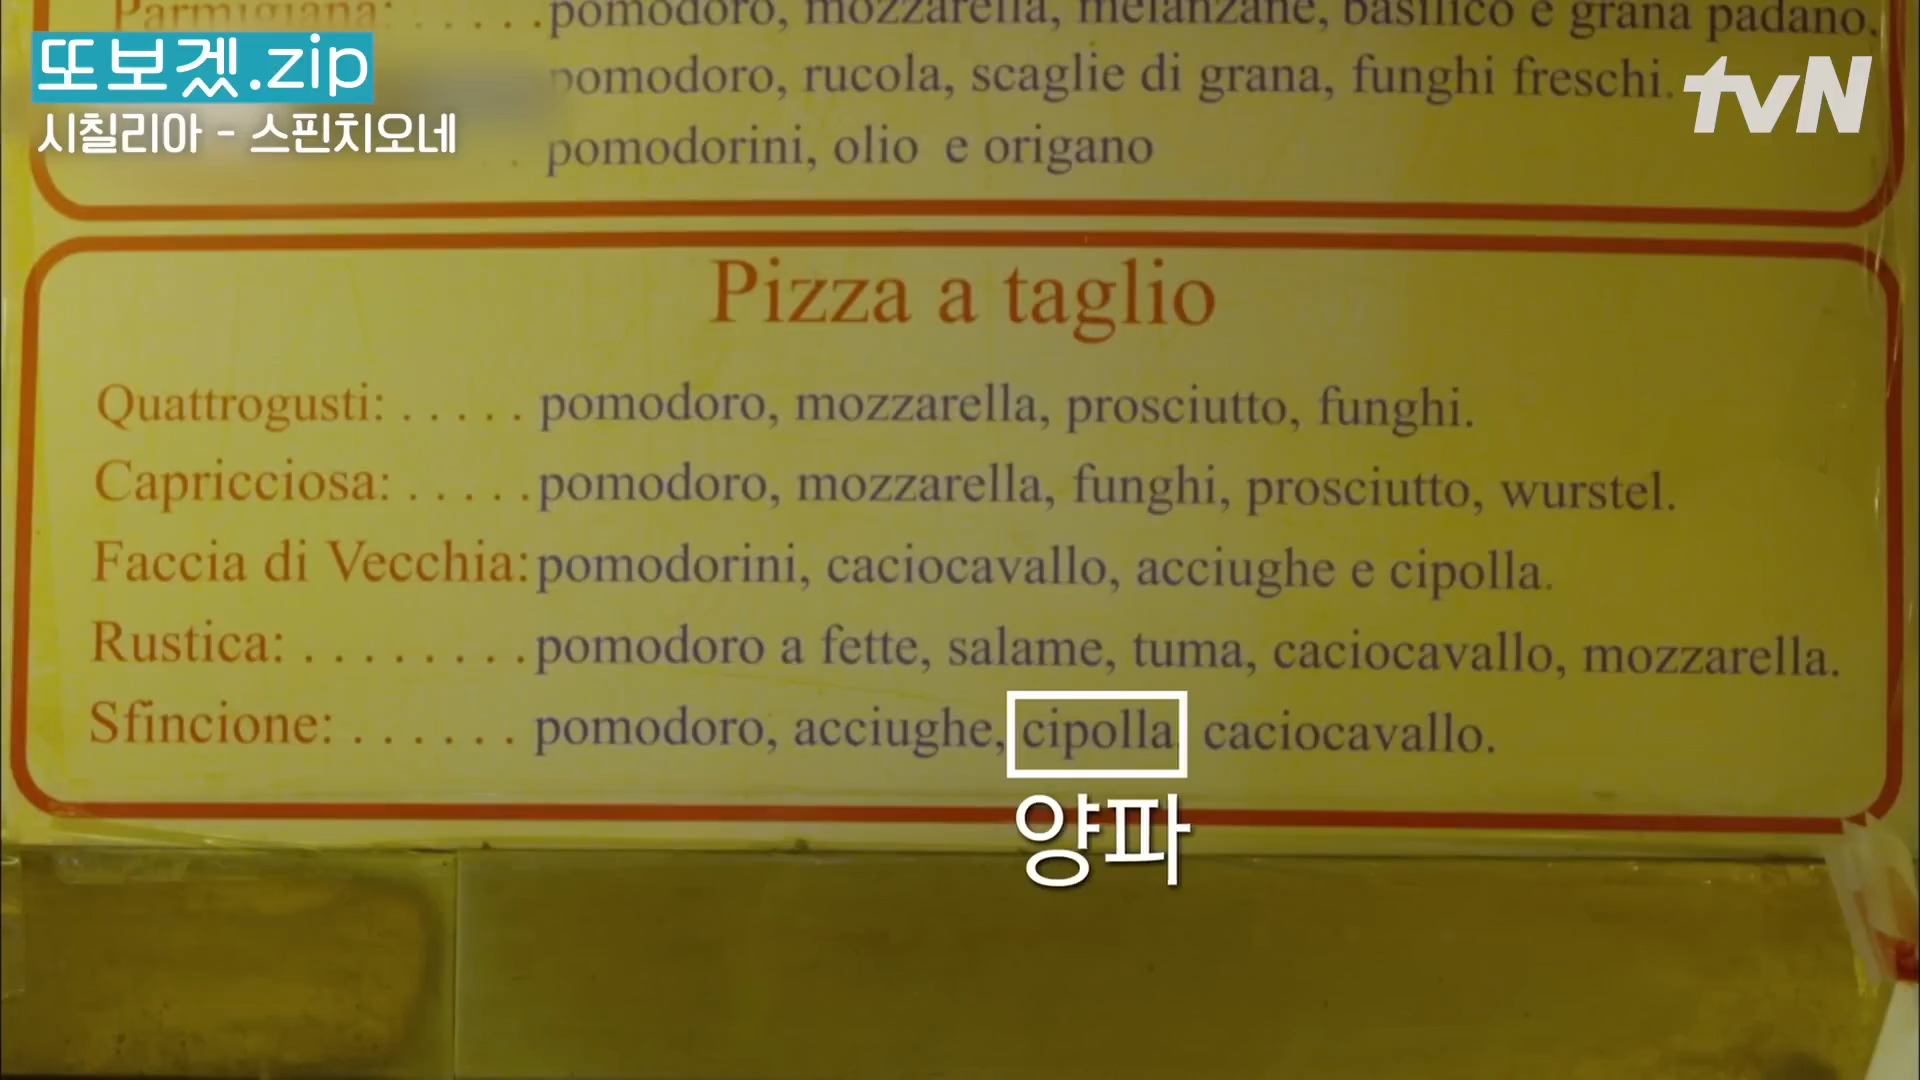 Parmigiana: . . . . . .pomodoro, mozzarella, melanzane, basilico e grana padano.
또보겠.zip
pomodoro, rucola, scaglie di grana, funghi freschi.
tvN
시칠리아 - 스핀치오네
pomodorini, olio e origano
Pizza a taglio
Quattrogusti: . . . . . pomodoro, mozzarella, prosciutto, funghi.
Capricciosa: . . . . . pomodoro, mozzarella, funghi, prosciutto, wurstel.
Faccia di Vecchia: pomodorini, caciocavallo, acciughe e cipolla.
Rustica: . . . . . . . . pomodoro a fette, salame, tuma, caciocavallo, mozzarella.
Sfincione: . . . . . . pomodoro, acciughe, cipolla, caciocavallo.
양파